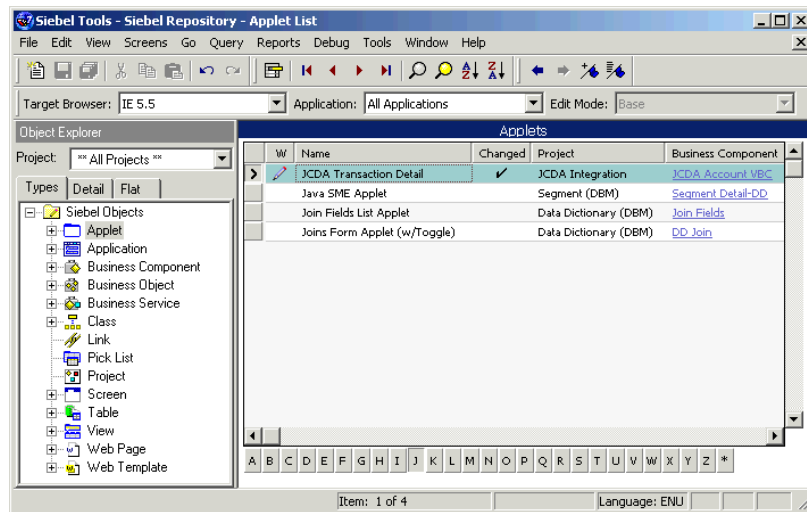 Siebel Tools - Siebel Repository - Applet List
File Edit View Screens Go Query Reports Debug Tools Window Help
Target Browser: IE 5.5 Application: All Applications Edit Mode: Base
Object Explorer
Project: ** All Projects **
Types Detail Flat
Siebel Objects
Applet
Application
Business Component
Business Object
Business Service
Class
Link
Pick List
Project
Screen
Table
View
Web Page
Web Template
Applets
W Name Changed Project Business Component
JCDA Transaction Detail ✔ JCDA Integration JCDA Account VBC
Java SME Applet Segment (DBM) Segment Detail-DD
Join Fields List Applet Data Dictionary (DBM) Join Fields
Joins Form Applet (w/Toggle) Data Dictionary (DBM) DD Join
A B C D E F G H I J K L M N O P Q R S T U V W X Y Z *
Item: 1 of 4 Language: ENU